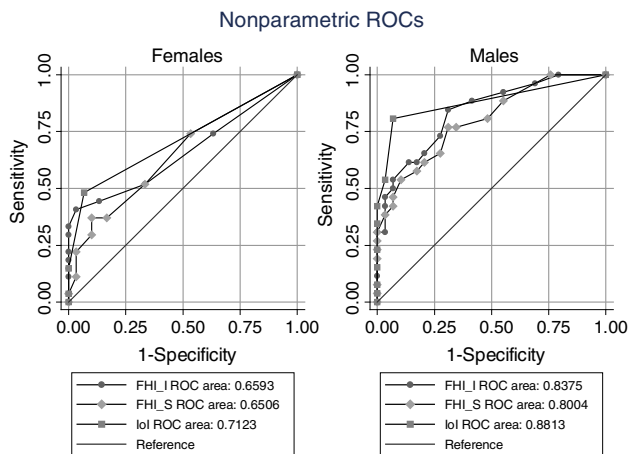 Nonparametric ROCs
Females
1.00
0.75
0.50
0.25
0.00
Sensitivity
0.00 0.25 0.50 0.75 1.00
1-Specificity
FHI_I ROC area: 0.6593
FHI_S ROC area: 0.6506
IoI ROC area: 0.7123
Reference
Males
1.00
0.75
0.50
0.25
0.00
Sensitivity
0.00 0.25 0.50 0.75 1.00
1-Specificity
FHI_I ROC area: 0.8375
FHI_S ROC area: 0.8004
IoI ROC area: 0.8813
Reference